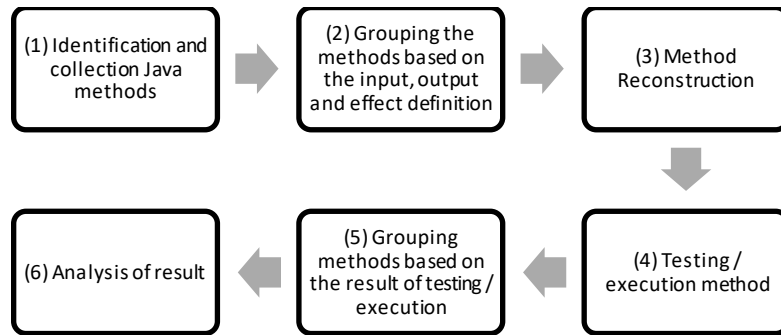 (1) Identification and
collection Java
methods
(2) Grouping the
methods based on
the input, output
and effect definition
(3) Method
Reconstruction
(4) Testing /
execution method
(5) Grouping
methods based on
the result of testing /
execution
(6) Analysis of result